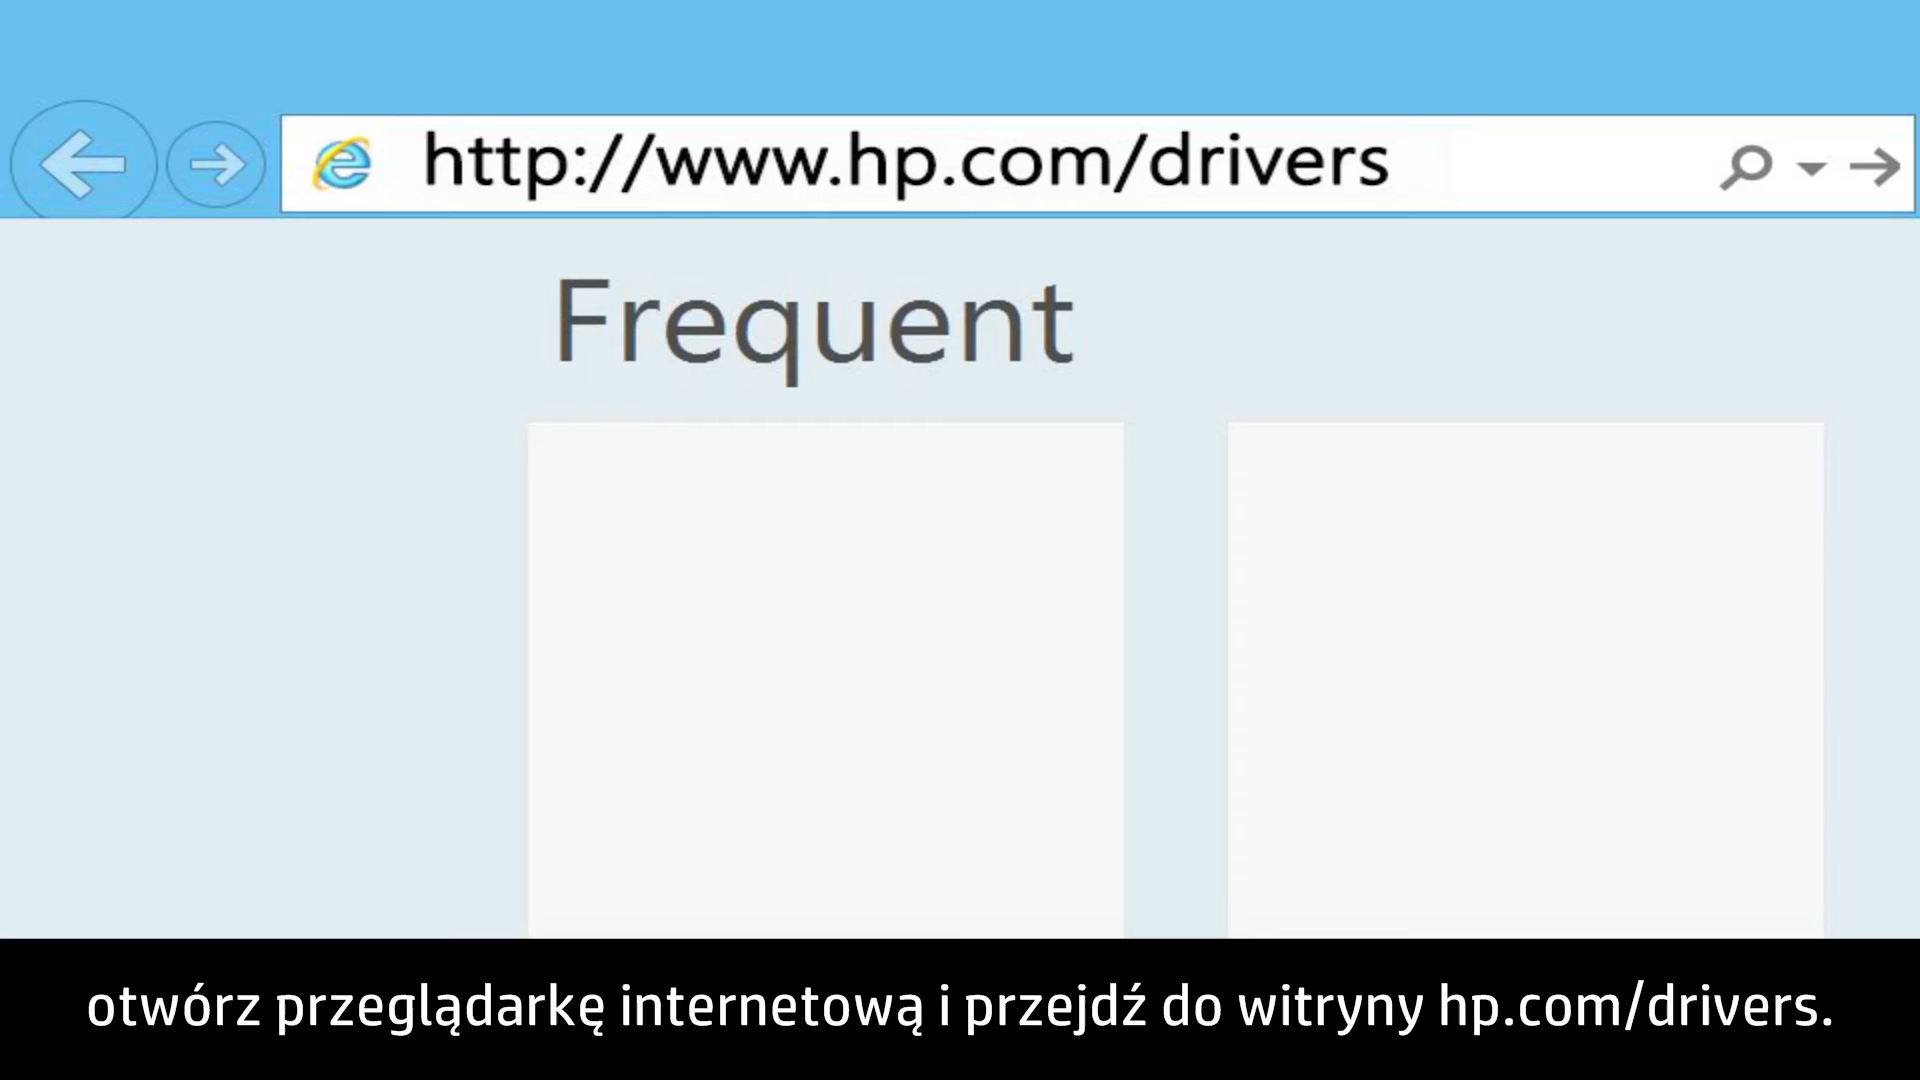 http://www.hp.com/drivers
Frequent
otwórz przeglądarkę internetową i przejdź do witryny hp.com/drivers.